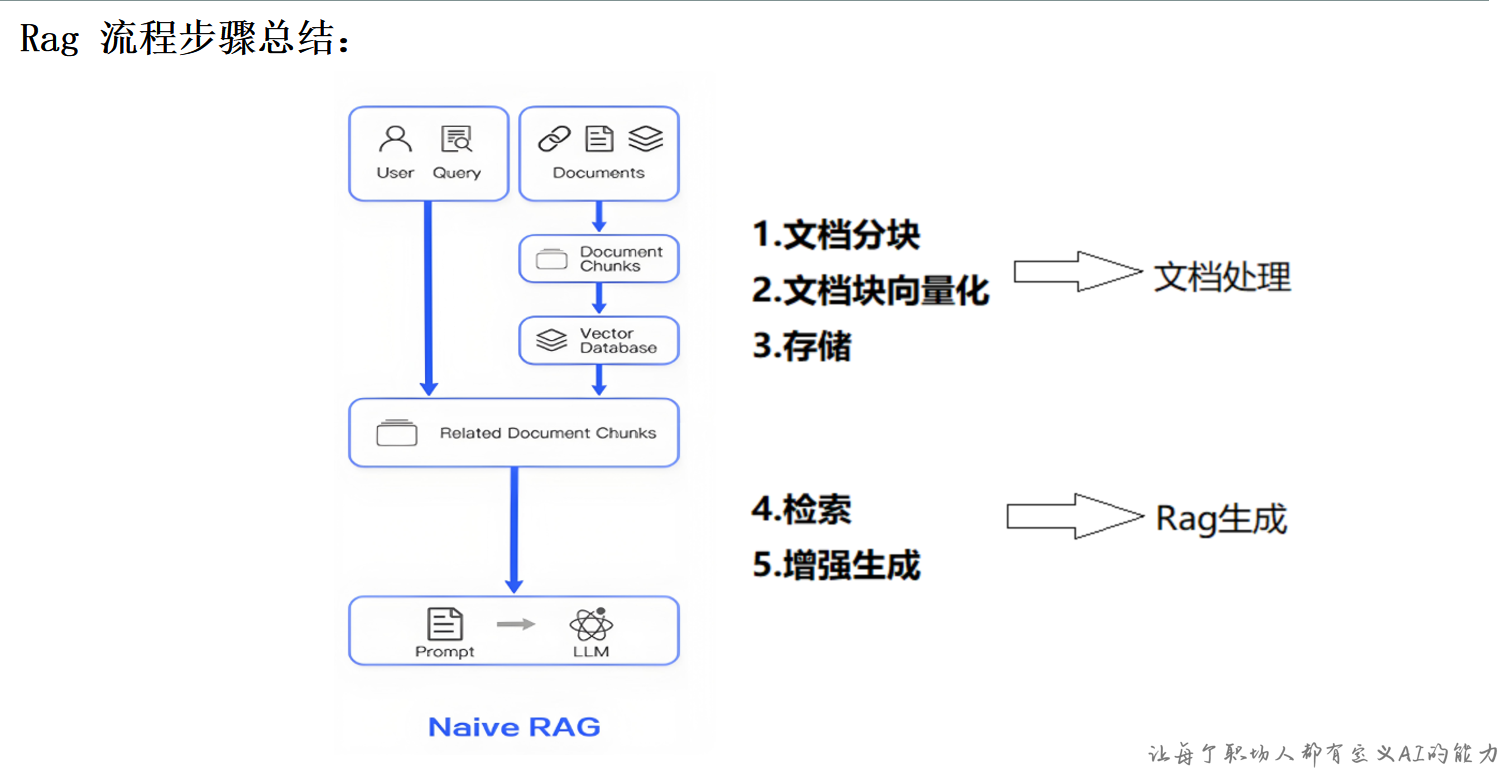 Rag 流程步骤总结：
User Query
Documents
Document
Chunks
Vector
Database
Related Document Chunks
Prompt
LLM
Naive RAG
1.文档分块
2.文档块向量化
3.存储
文档处理
4.检索
5.增强生成
Rag生成
让每个职场人都有定义AI的能力